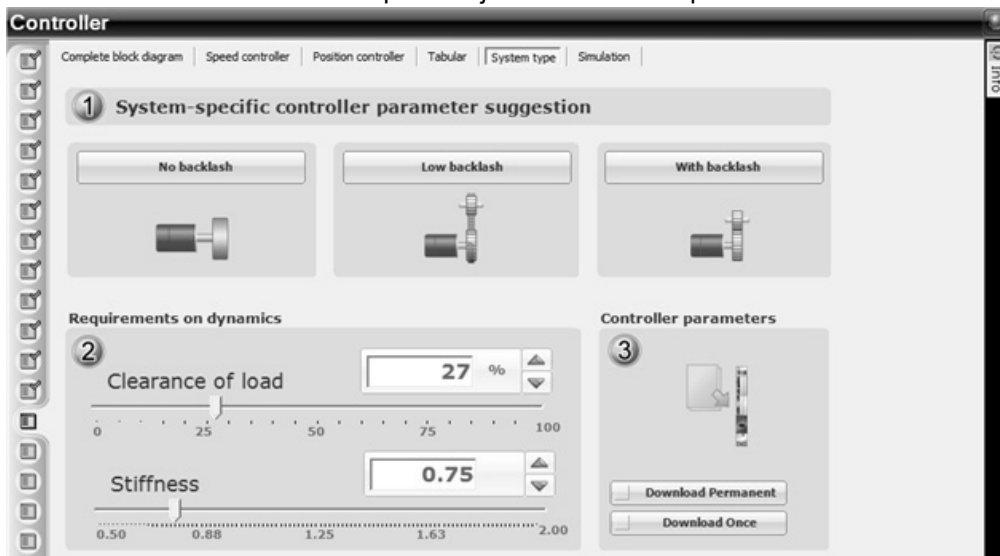 Controller
Complete block diagram Speed controller Position controller Tabular System type Simulation
Info
1 System-specific controller parameter suggestion
No backlash Low backlash With backlash
Requirements on dynamics Controller parameters
2 3
Clearance of load 27 %
0 25 50 75 100
Stiffness 0.75
Download Permanent
Download Once
0.50 0.88 1.25 1.63 2.00